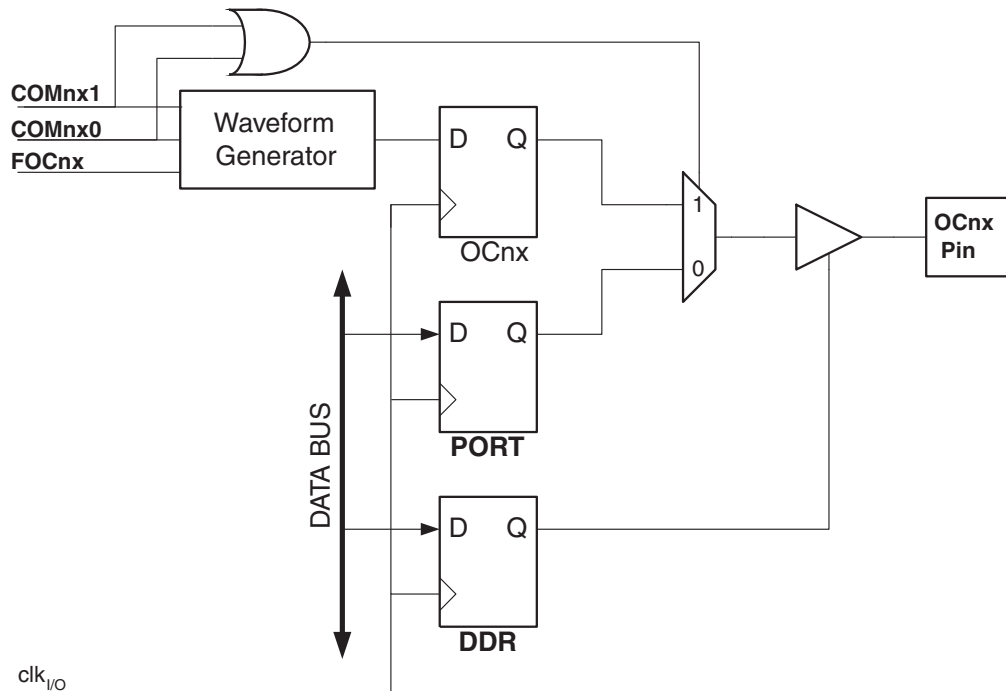 COMnx1
COMnx0
FOCnx
Waveform
Generator
D Q
OCnx
1
0
OCnx
Pin
D Q
PORT
DATA BUS
D Q
DDR
clkI/O